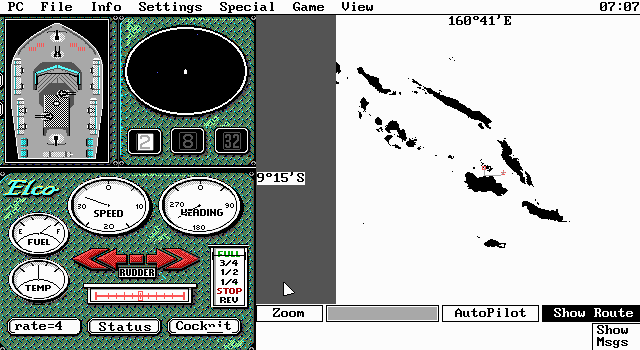 PC File Info Settings Special Game View 07:07
160°41'E
2 8 32
9°15'S
Elco
SPEED
10
30
20
HEADING
0
270
90
180
E F
FUEL
TEMP
RUDDER
FULL
3/4
1/2
1/4
STOP
REV
rate=4
Status
Cockpit
Zoom
AutoPilot
Show Route
Show
Msgs